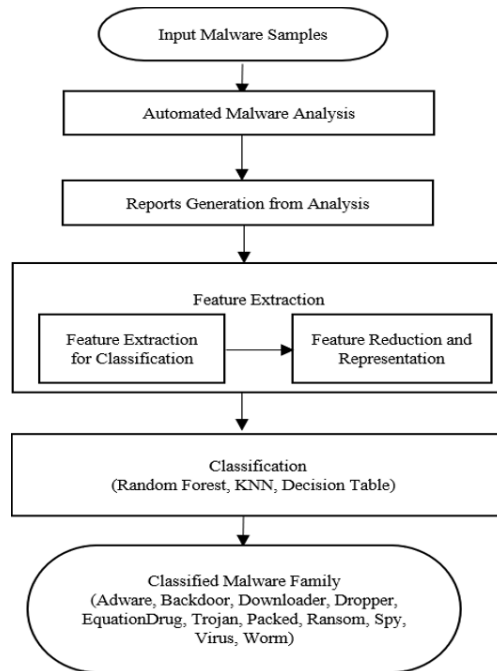 Input Malware Samples
Automated Malware Analysis
Reports Generation from Analysis
Feature Extraction
Feature Extraction
for Classification
Feature Reduction and
Representation
Classification
(Random Forest, KNN, Decision Table)
Classified Malware Family
(Adware, Backdoor, Downloader, Dropper,
EquationDrug, Trojan, Packed, Ransom, Spy,
Virus, Worm)